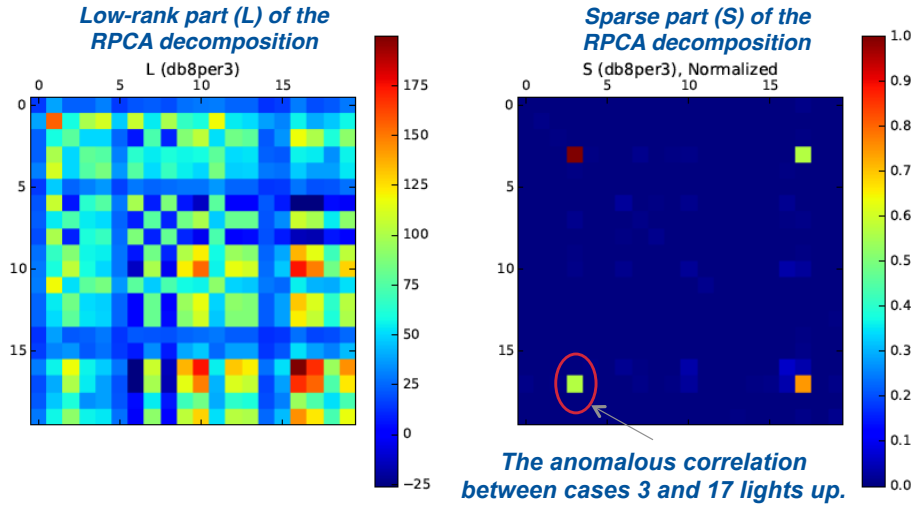 Low-rank part (L) of the
RPCA decomposition
L (db8per3)
0 5 10 15
0
5
10
15
175
150
125
100
75
50
25
0
−25
Sparse part (S) of the
RPCA decomposition
S (db8per3), Normalized
0 5 10 15
0
5
10
15
1.0
0.9
0.8
0.7
0.6
0.5
0.4
0.3
0.2
0.1
0.0
The anomalous correlation
between cases 3 and 17 lights up.